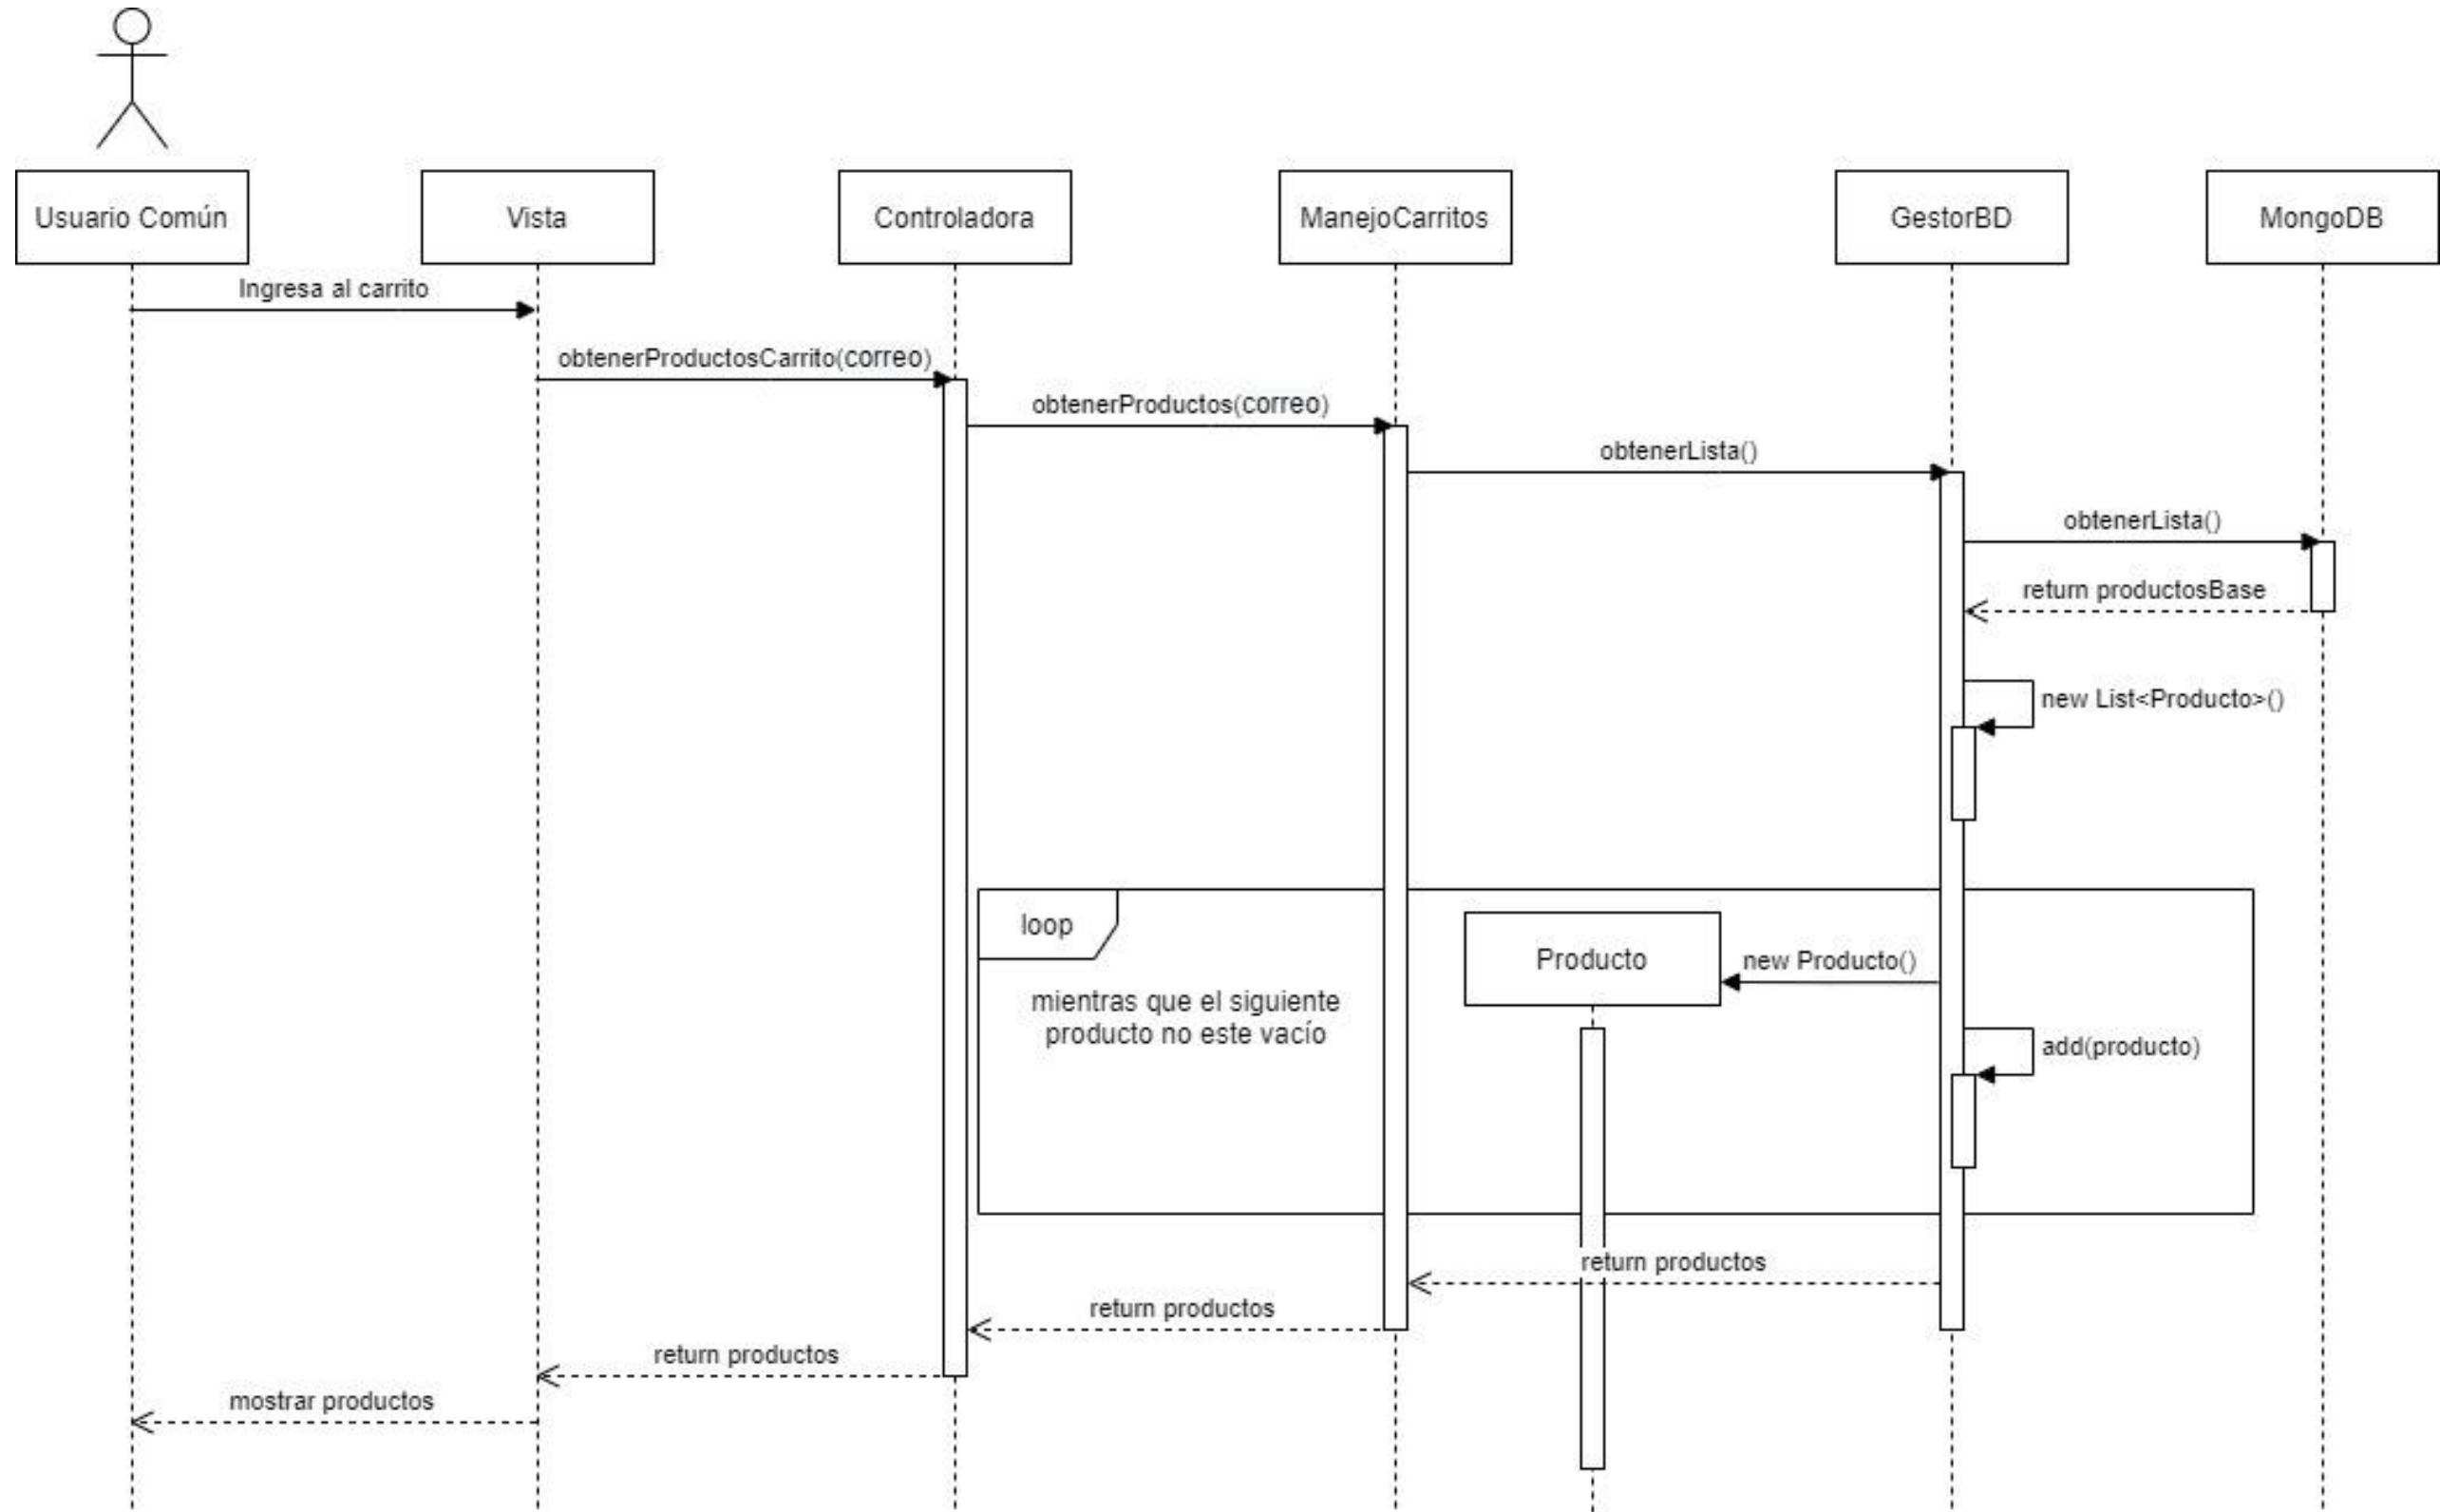 Usuario Común
Vista
Controladora
ManejoCarritos
GestorBD
MongoDB
Ingresa al carrito
obtenerProductosCarrito(correo)
obtenerProductos(correo)
obtenerLista()
obtenerLista()
return productosBase
new List<Producto>()
loop
Producto
new Producto()
mientras que el siguiente
producto no este vacío
add(producto)
return productos
return productos
return productos
mostrar productos